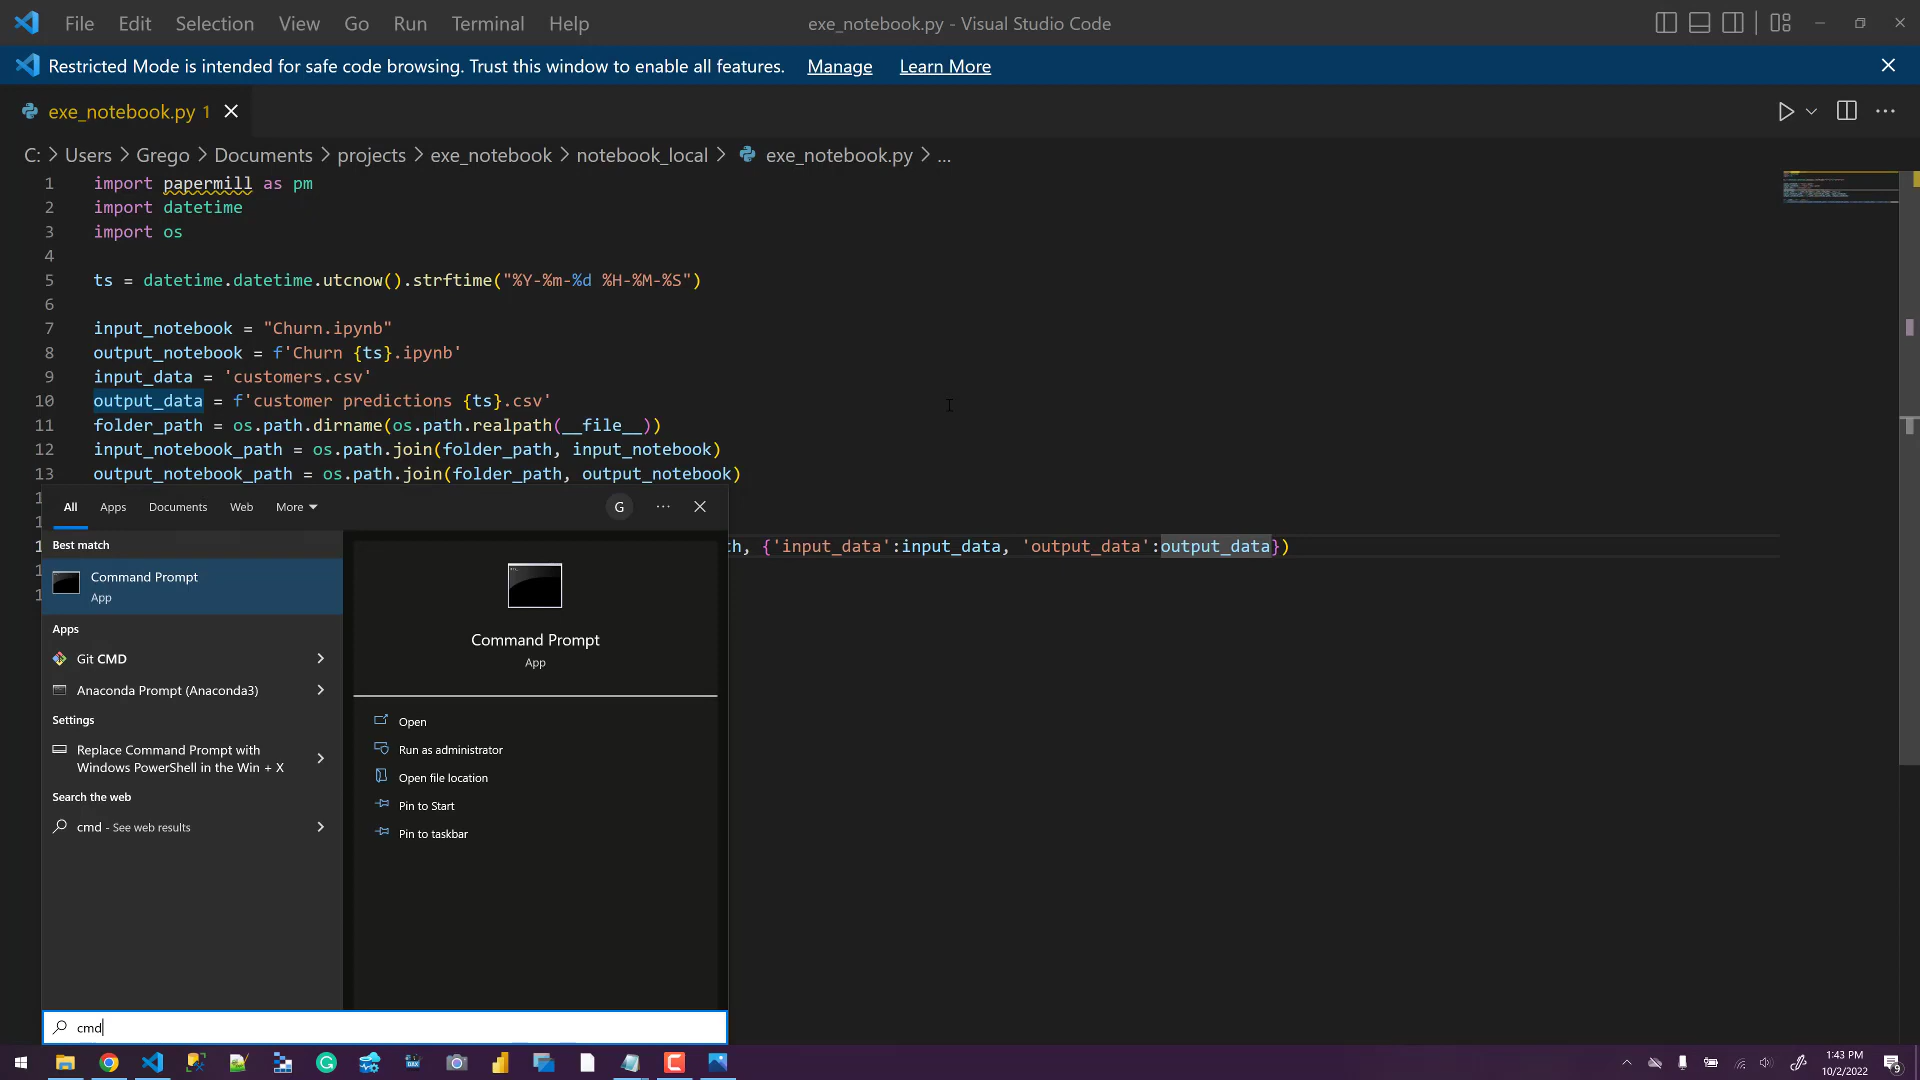 File Edit Selection View Go Run Terminal Help exe_notebook.py - Visual Studio Code
Restricted Mode is intended for safe code browsing. Trust this window to enable all features. Manage Learn More
exe_notebook.py 1
C: > Users > Grego > Documents > projects > exe_notebook > notebook_local > exe_notebook.py > ...
1 import papermill as pm
2 import datetime
3 import os
4
5 ts = datetime.datetime.utcnow().strftime("%Y-%m-%d %H-%M-%S")
6
7 input_notebook = "Churn.ipynb"
8 output_notebook = f'Churn {ts}.ipynb'
9 input_data = 'customers.csv'
10 output_data = f'customer predictions {ts}.csv'
11 folder_path = os.path.dirname(os.path.realpath(__file__))
12 input_notebook_path = os.path.join(folder_path, input_notebook)
13 output_notebook_path = os.path.join(folder_path, output_notebook)
th, {'input_data':input_data, 'output_data':output_data})
All Apps Documents Web More G
Best match
Command Prompt
App
Apps
Git CMD
Anaconda Prompt (Anaconda3)
Settings
Replace Command Prompt with
Windows PowerShell in the Win + X
Search the web
cmd - See web results
Command Prompt
App
Open
Run as administrator
Open file location
Pin to Start
Pin to taskbar
cmd
1:43 PM
10/2/2022
9